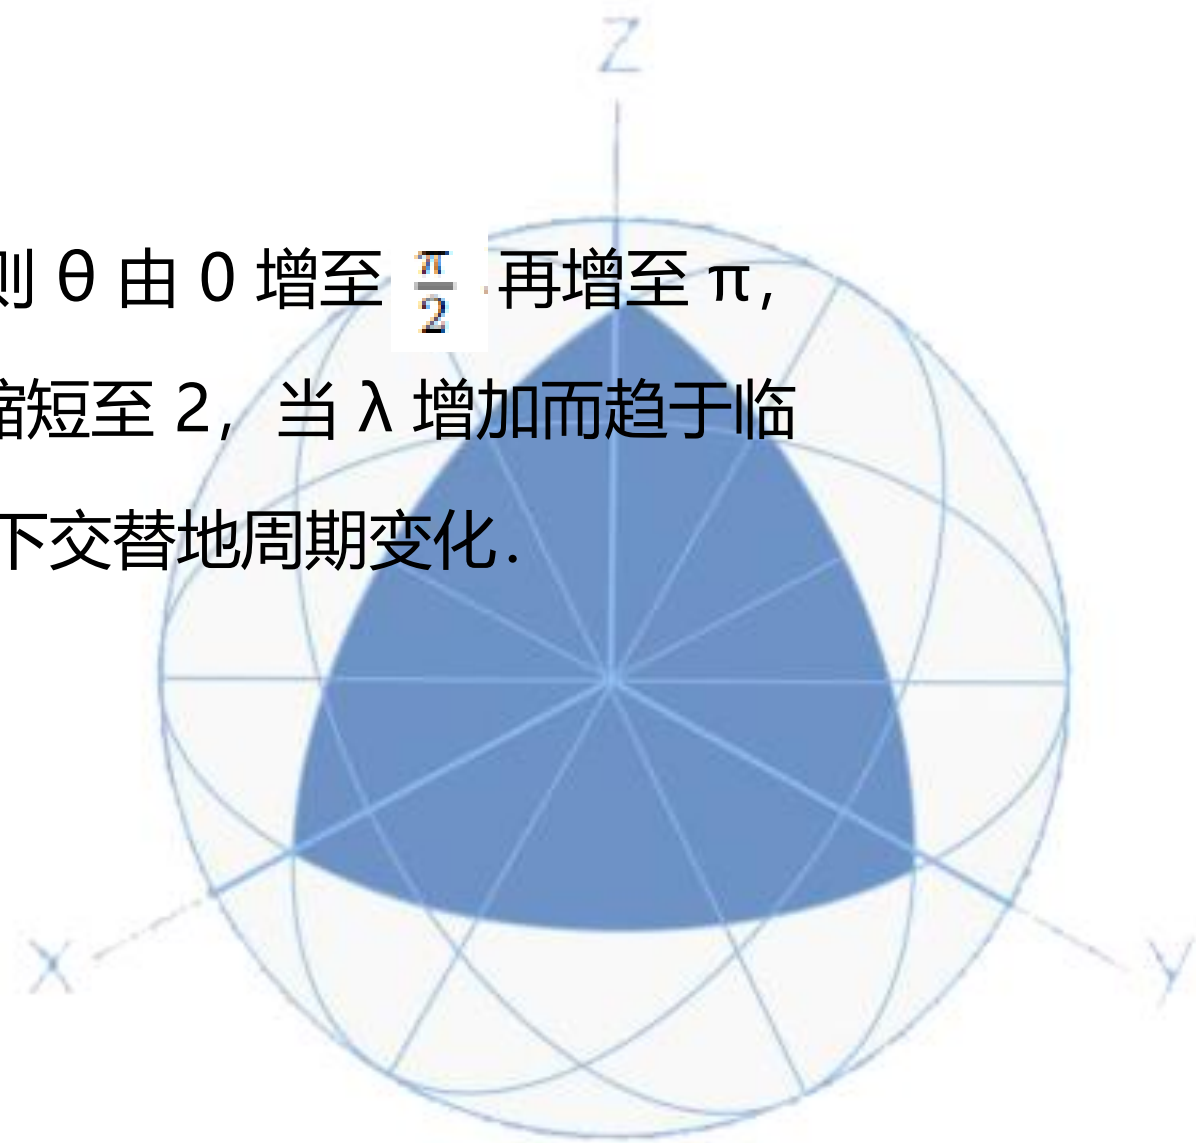 Z
则 θ 由 0 增至 π/2 再增至 π,
缩短至 2, 当 λ 增加而趋于临
下交替地周期变化.
X
Y